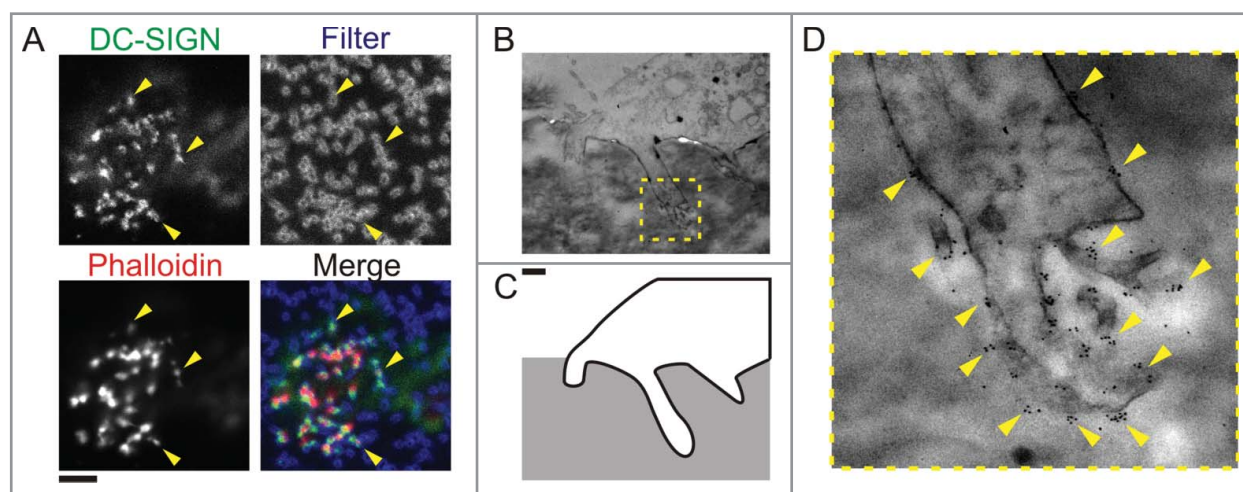 A
DC-SIGN
Filter
Phalloidin
Merge
B
C
D